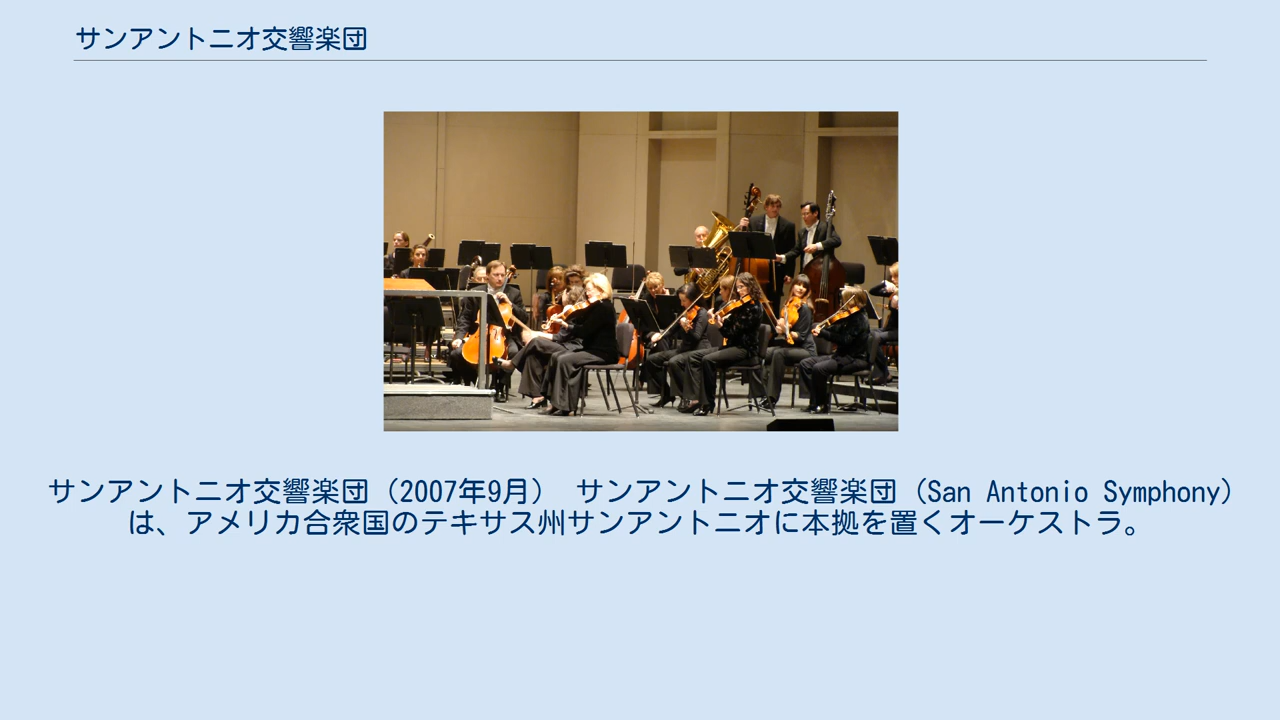 サンアントニオ交響楽団
サンアントニオ交響楽団（2007年9月） サンアントニオ交響楽団（San Antonio Symphony）
は、アメリカ合衆国のテキサス州サンアントニオに本拠を置くオーケストラ。